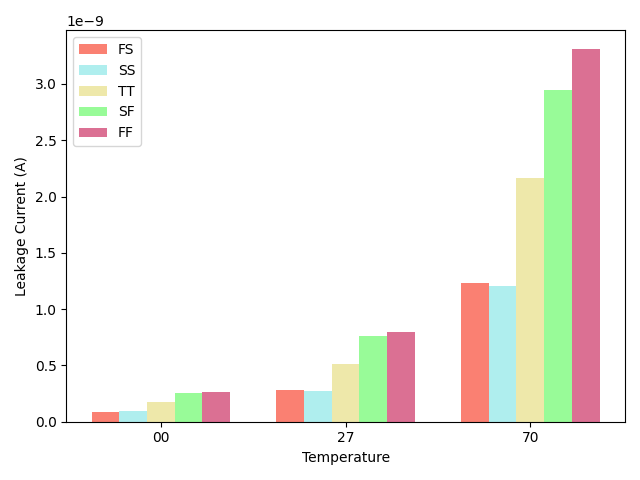 1e−9
Leakage Current (A)
3.0
2.5
2.0
1.5
1.0
0.5
0.0
FS
SS
TT
SF
FF
00 27 70
Temperature